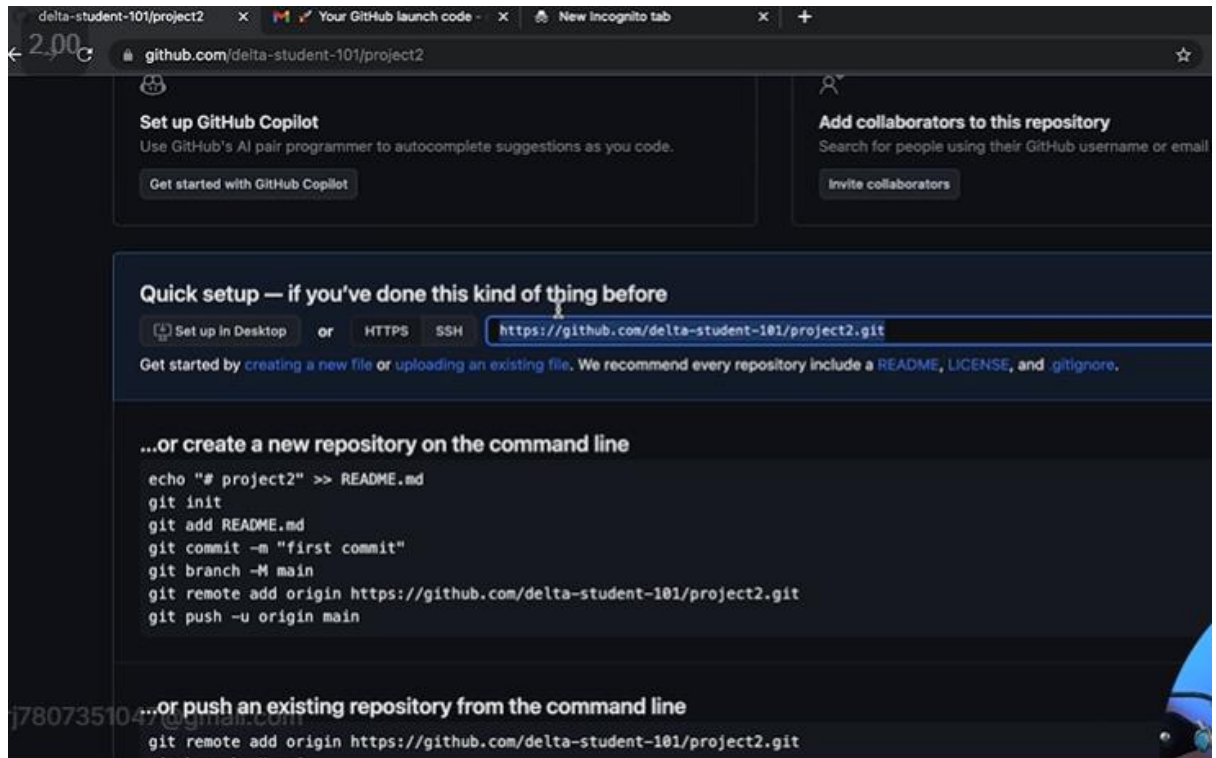 delta-student-101/project2 × Your GitHub launch code - × New Incognito tab × +
2.00
github.com/delta-student-101/project2
Set up GitHub Copilot
Use GitHub's AI pair programmer to autocomplete suggestions as you code.
Get started with GitHub Copilot
Add collaborators to this repository
Search for people using their GitHub username or email
Invite collaborators
Quick setup — if you've done this kind of thing before
Set up in Desktop or HTTPS SSH https://github.com/delta-student-101/project2.git
Get started by creating a new file or uploading an existing file. We recommend every repository include a README, LICENSE, and .gitignore.
...or create a new repository on the command line
echo "# project2" >> README.md
git init
git add README.md
git commit -m "first commit"
git branch -M main
git remote add origin https://github.com/delta-student-101/project2.git
git push -u origin main
...or push an existing repository from the command line
rj7807351047@gmail.com
git remote add origin https://github.com/delta-student-101/project2.git